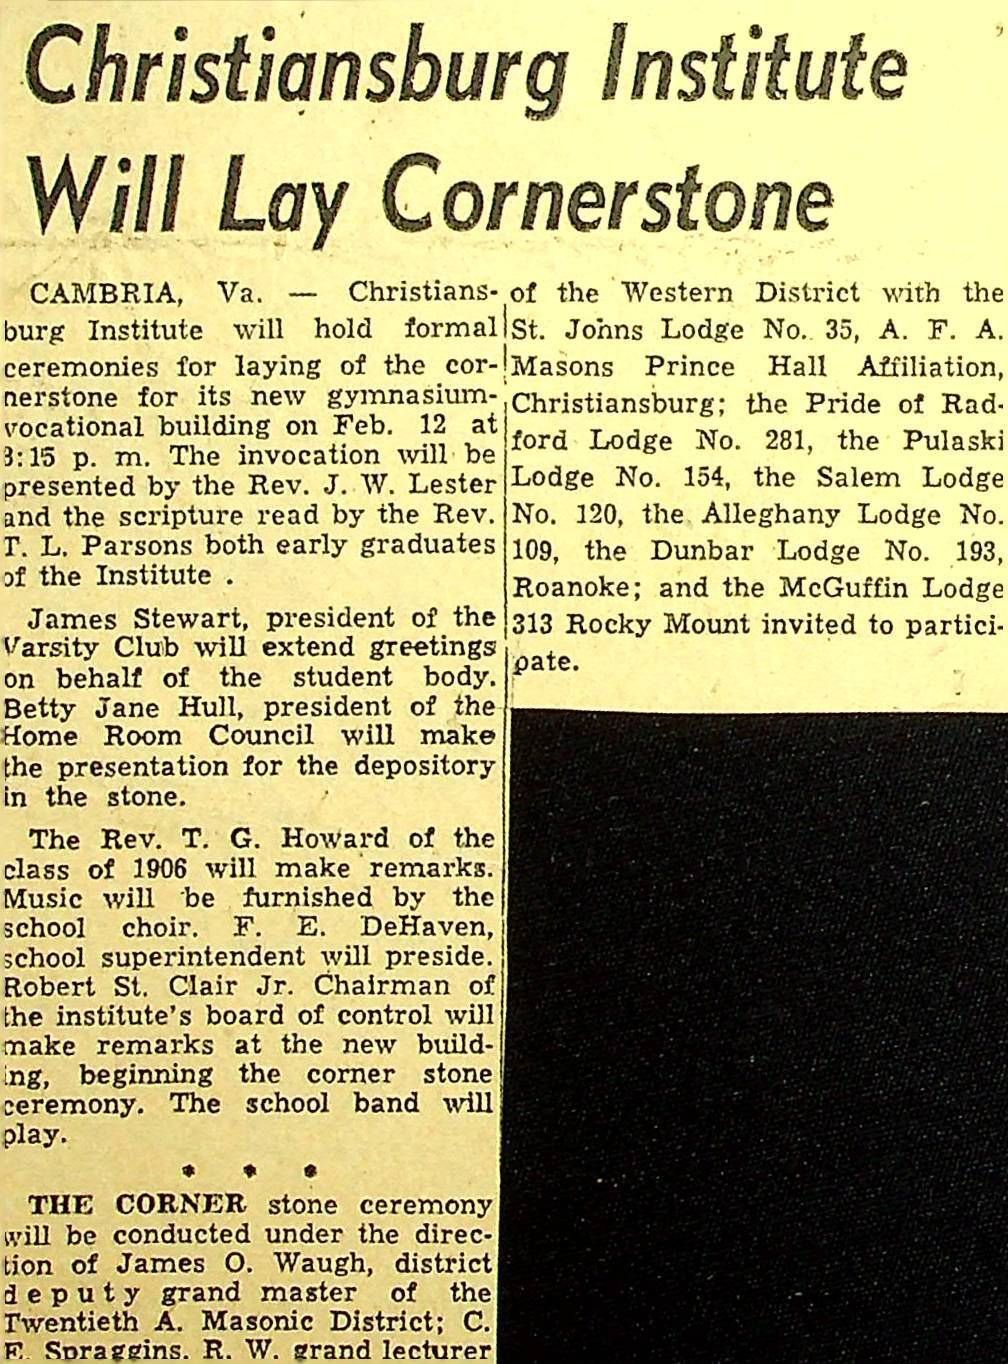 Christiansburg Institute
Will Lay Cornerstone
CAMBRIA, Va. — Christians-
burg Institute will hold formal
ceremonies for laying of the cor-
nerstone for its new gymnasium-
vocational building on Feb. 12 at
3:15 p. m. The invocation will be
presented by the Rev. J. W. Lester
and the scripture read by the Rev.
T. L. Parsons both early graduates
of the Institute .
James Stewart, president of the
Varsity Club will extend greetings
on behalf of the student body.
Betty Jane Hull, president of the
Home Room Council will make
the presentation for the depository
in the stone.
The Rev. T. G. Howard of the
class of 1906 will make remarks.
Music will be furnished by the
school choir. F. E. DeHaven,
school superintendent will preside.
Robert St. Clair Jr. Chairman of
the institute's board of control will
make remarks at the new build-
ing, beginning the corner stone
ceremony. The school band will
play.
* * *
THE CORNER stone ceremony
will be conducted under the direc-
tion of James O. Waugh, district
deputy grand master of the
Twentieth A. Masonic District; C.
E. Spraggins, R. W. grand lecturer
of the Western District with the
St. Johns Lodge No. 35, A. F. A.
Masons Prince Hall Affiliation,
Christiansburg; the Pride of Rad-
ford Lodge No. 281, the Pulaski
Lodge No. 154, the Salem Lodge
No. 120, the Alleghany Lodge No.
109, the Dunbar Lodge No. 193,
Roanoke; and the McGuffin Lodge
313 Rocky Mount invited to partici-
pate.